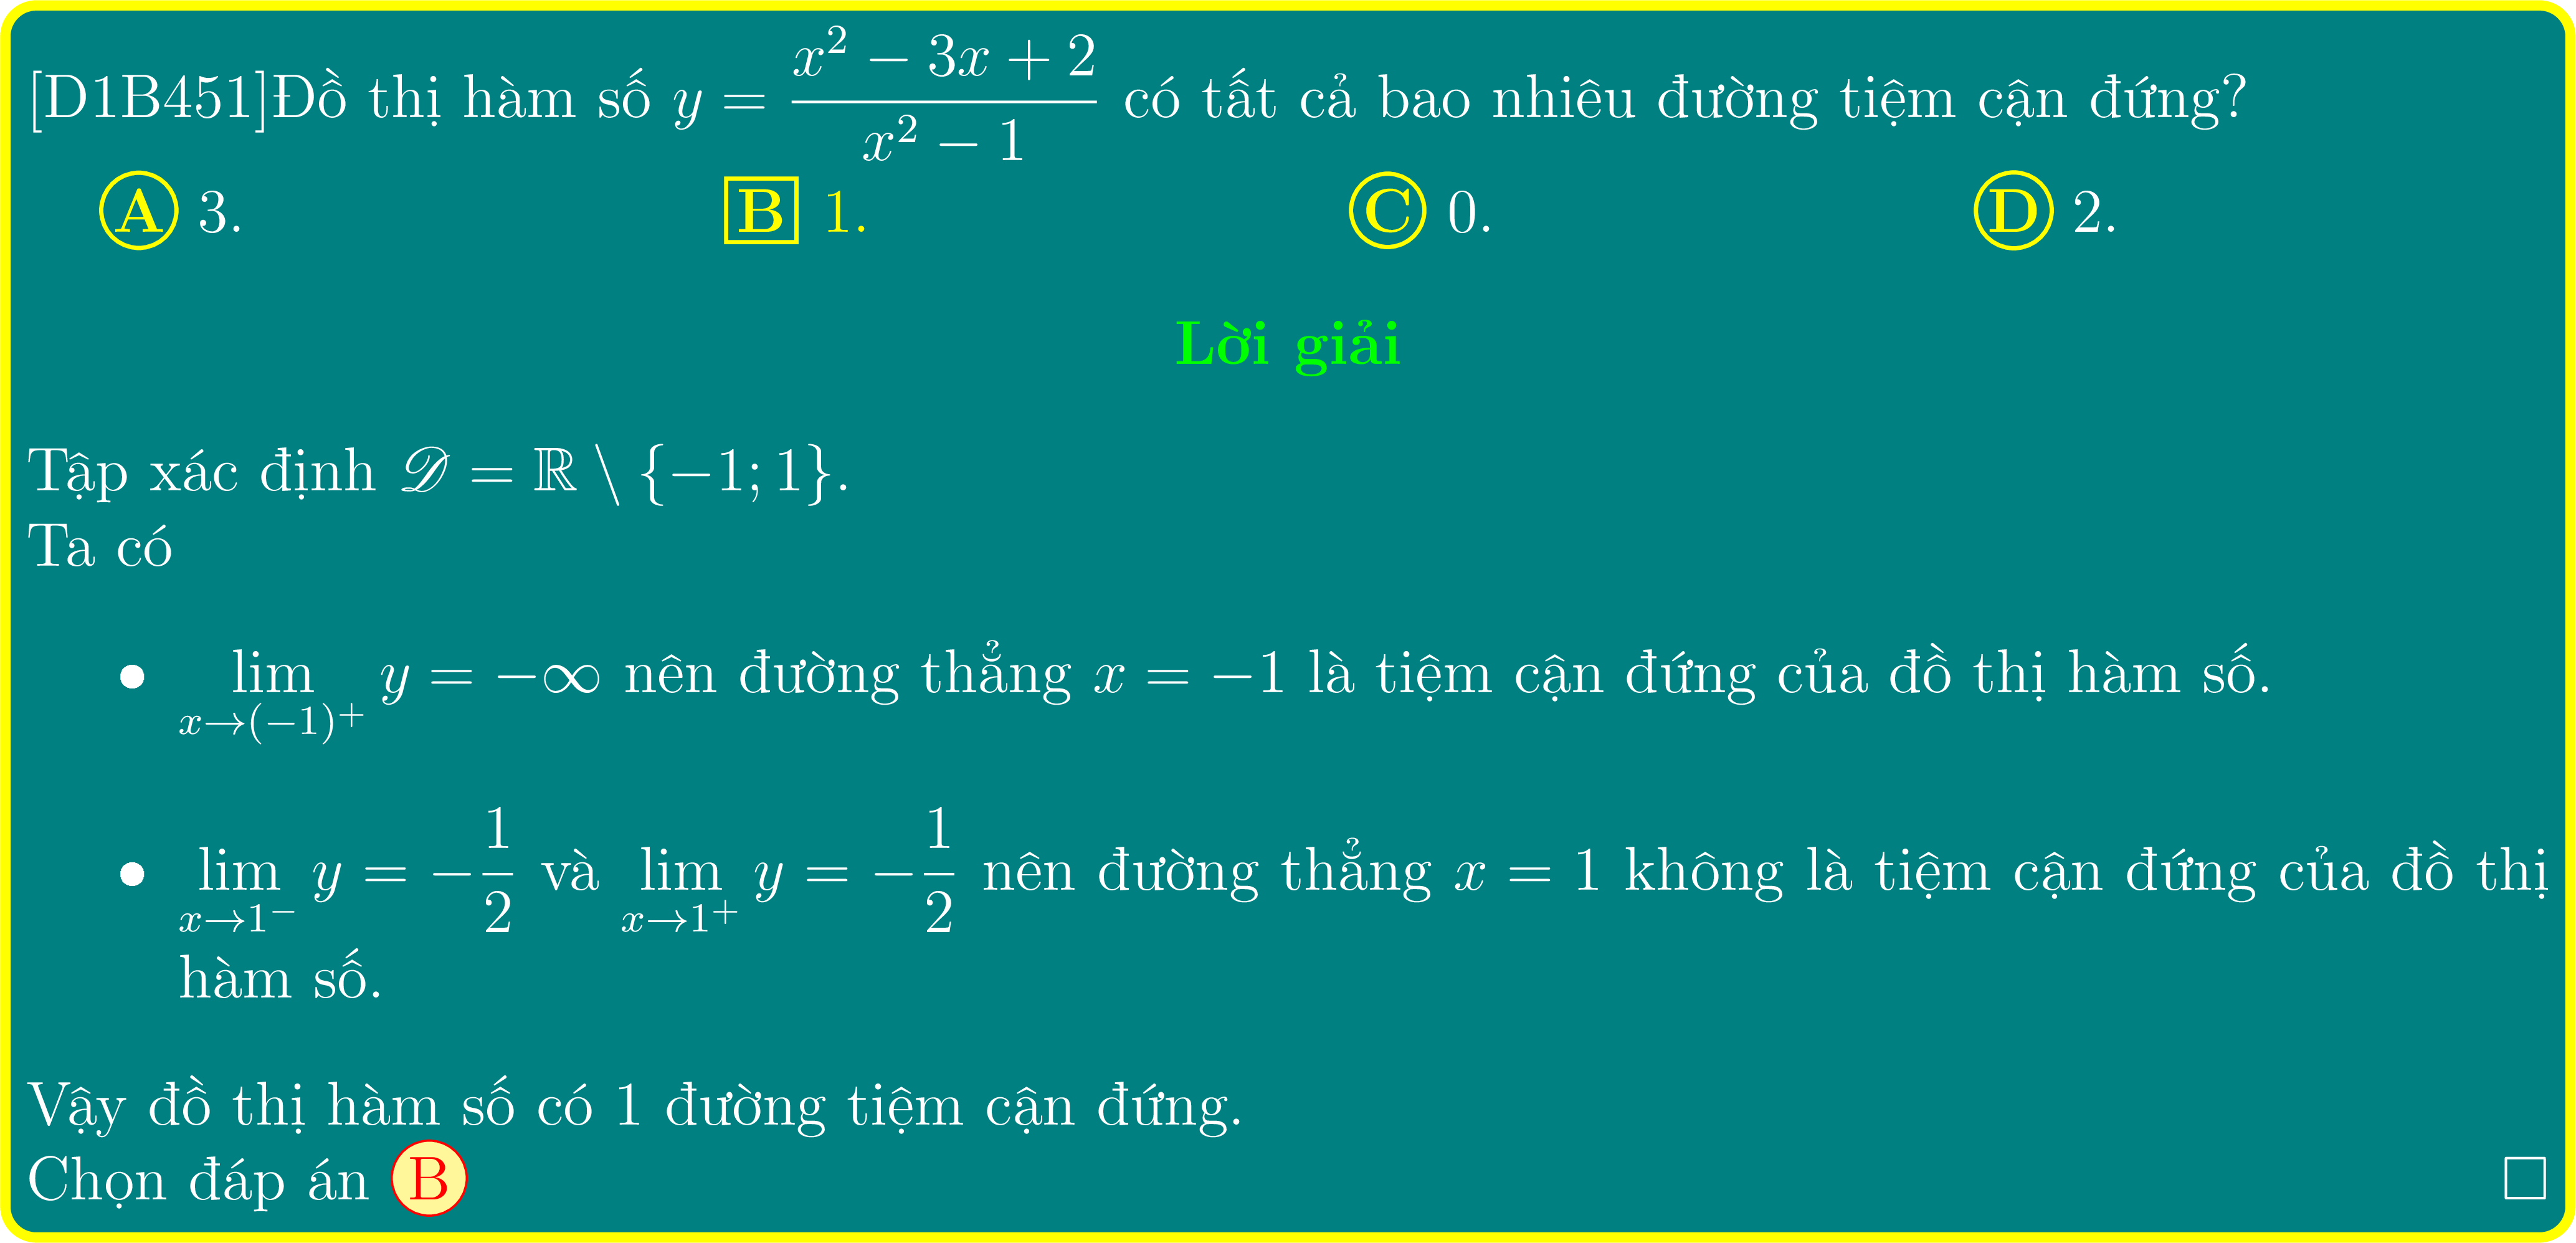 [D1B451]Đồ thị hàm số $y = \dfrac{x^2 - 3x + 2}{x^2 - 1}$ có tất cả bao nhiêu đường tiệm cận đứng?
A 3. B 1. C 0. D 2.
Lời giải
Tập xác định $\mathscr{D} = \mathbb{R} \setminus \{-1; 1\}$.
Ta có
• $\lim\limits_{x \to (-1)^+} y = -\infty$ nên đường thẳng $x = -1$ là tiệm cận đứng của đồ thị hàm số.
• $\lim\limits_{x \to 1^-} y = -\dfrac{1}{2}$ và $\lim\limits_{x \to 1^+} y = -\dfrac{1}{2}$ nên đường thẳng $x = 1$ không là tiệm cận đứng của đồ thị
hàm số.
Vậy đồ thị hàm số có 1 đường tiệm cận đứng.
Chọn đáp án B □